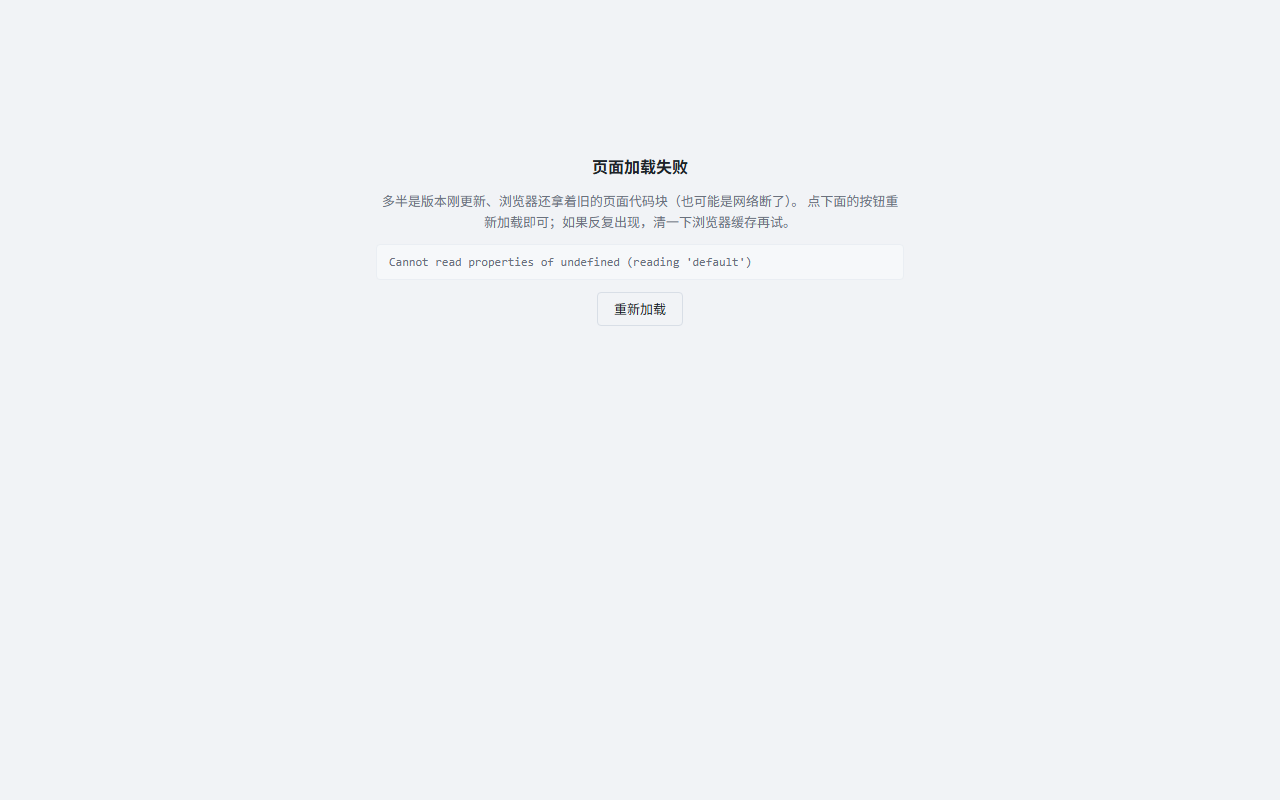 页面加载失败
多半是版本刚更新、浏览器还拿着旧的页面代码块（也可能是网络断了）。 点下面的按钮重
新加载即可；如果反复出现，清一下浏览器缓存再试。
Cannot read properties of undefined (reading 'default')
重新加载